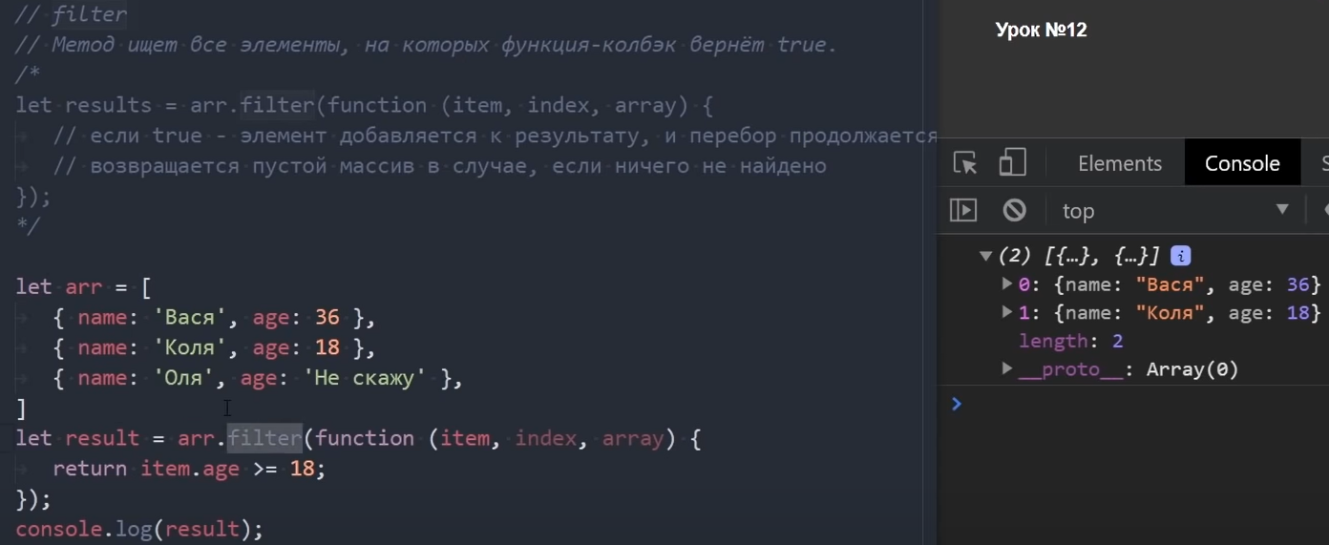 // filter
// Метод ищет все элементы, на которых функция-колбэк вернёт true.
/*
let results = arr.filter(function (item, index, array) {
// если true - элемент добавляется к результату, и перебор продолжается
// возвращается пустой массив в случае, если ничего не найдено
});
*/
let arr = [
{ name: 'Вася', age: 36 },
{ name: 'Коля', age: 18 },
{ name: 'Оля', age: 'Не скажу' },
]
let result = arr.filter(function (item, index, array) {
return item.age >= 18;
});
console.log(result);
Урок №12
Elements Console S
top
(2) [{…}, {…}] i
0: {name: "Вася", age: 36}
1: {name: "Коля", age: 18}
length: 2
__proto__: Array(0)
>